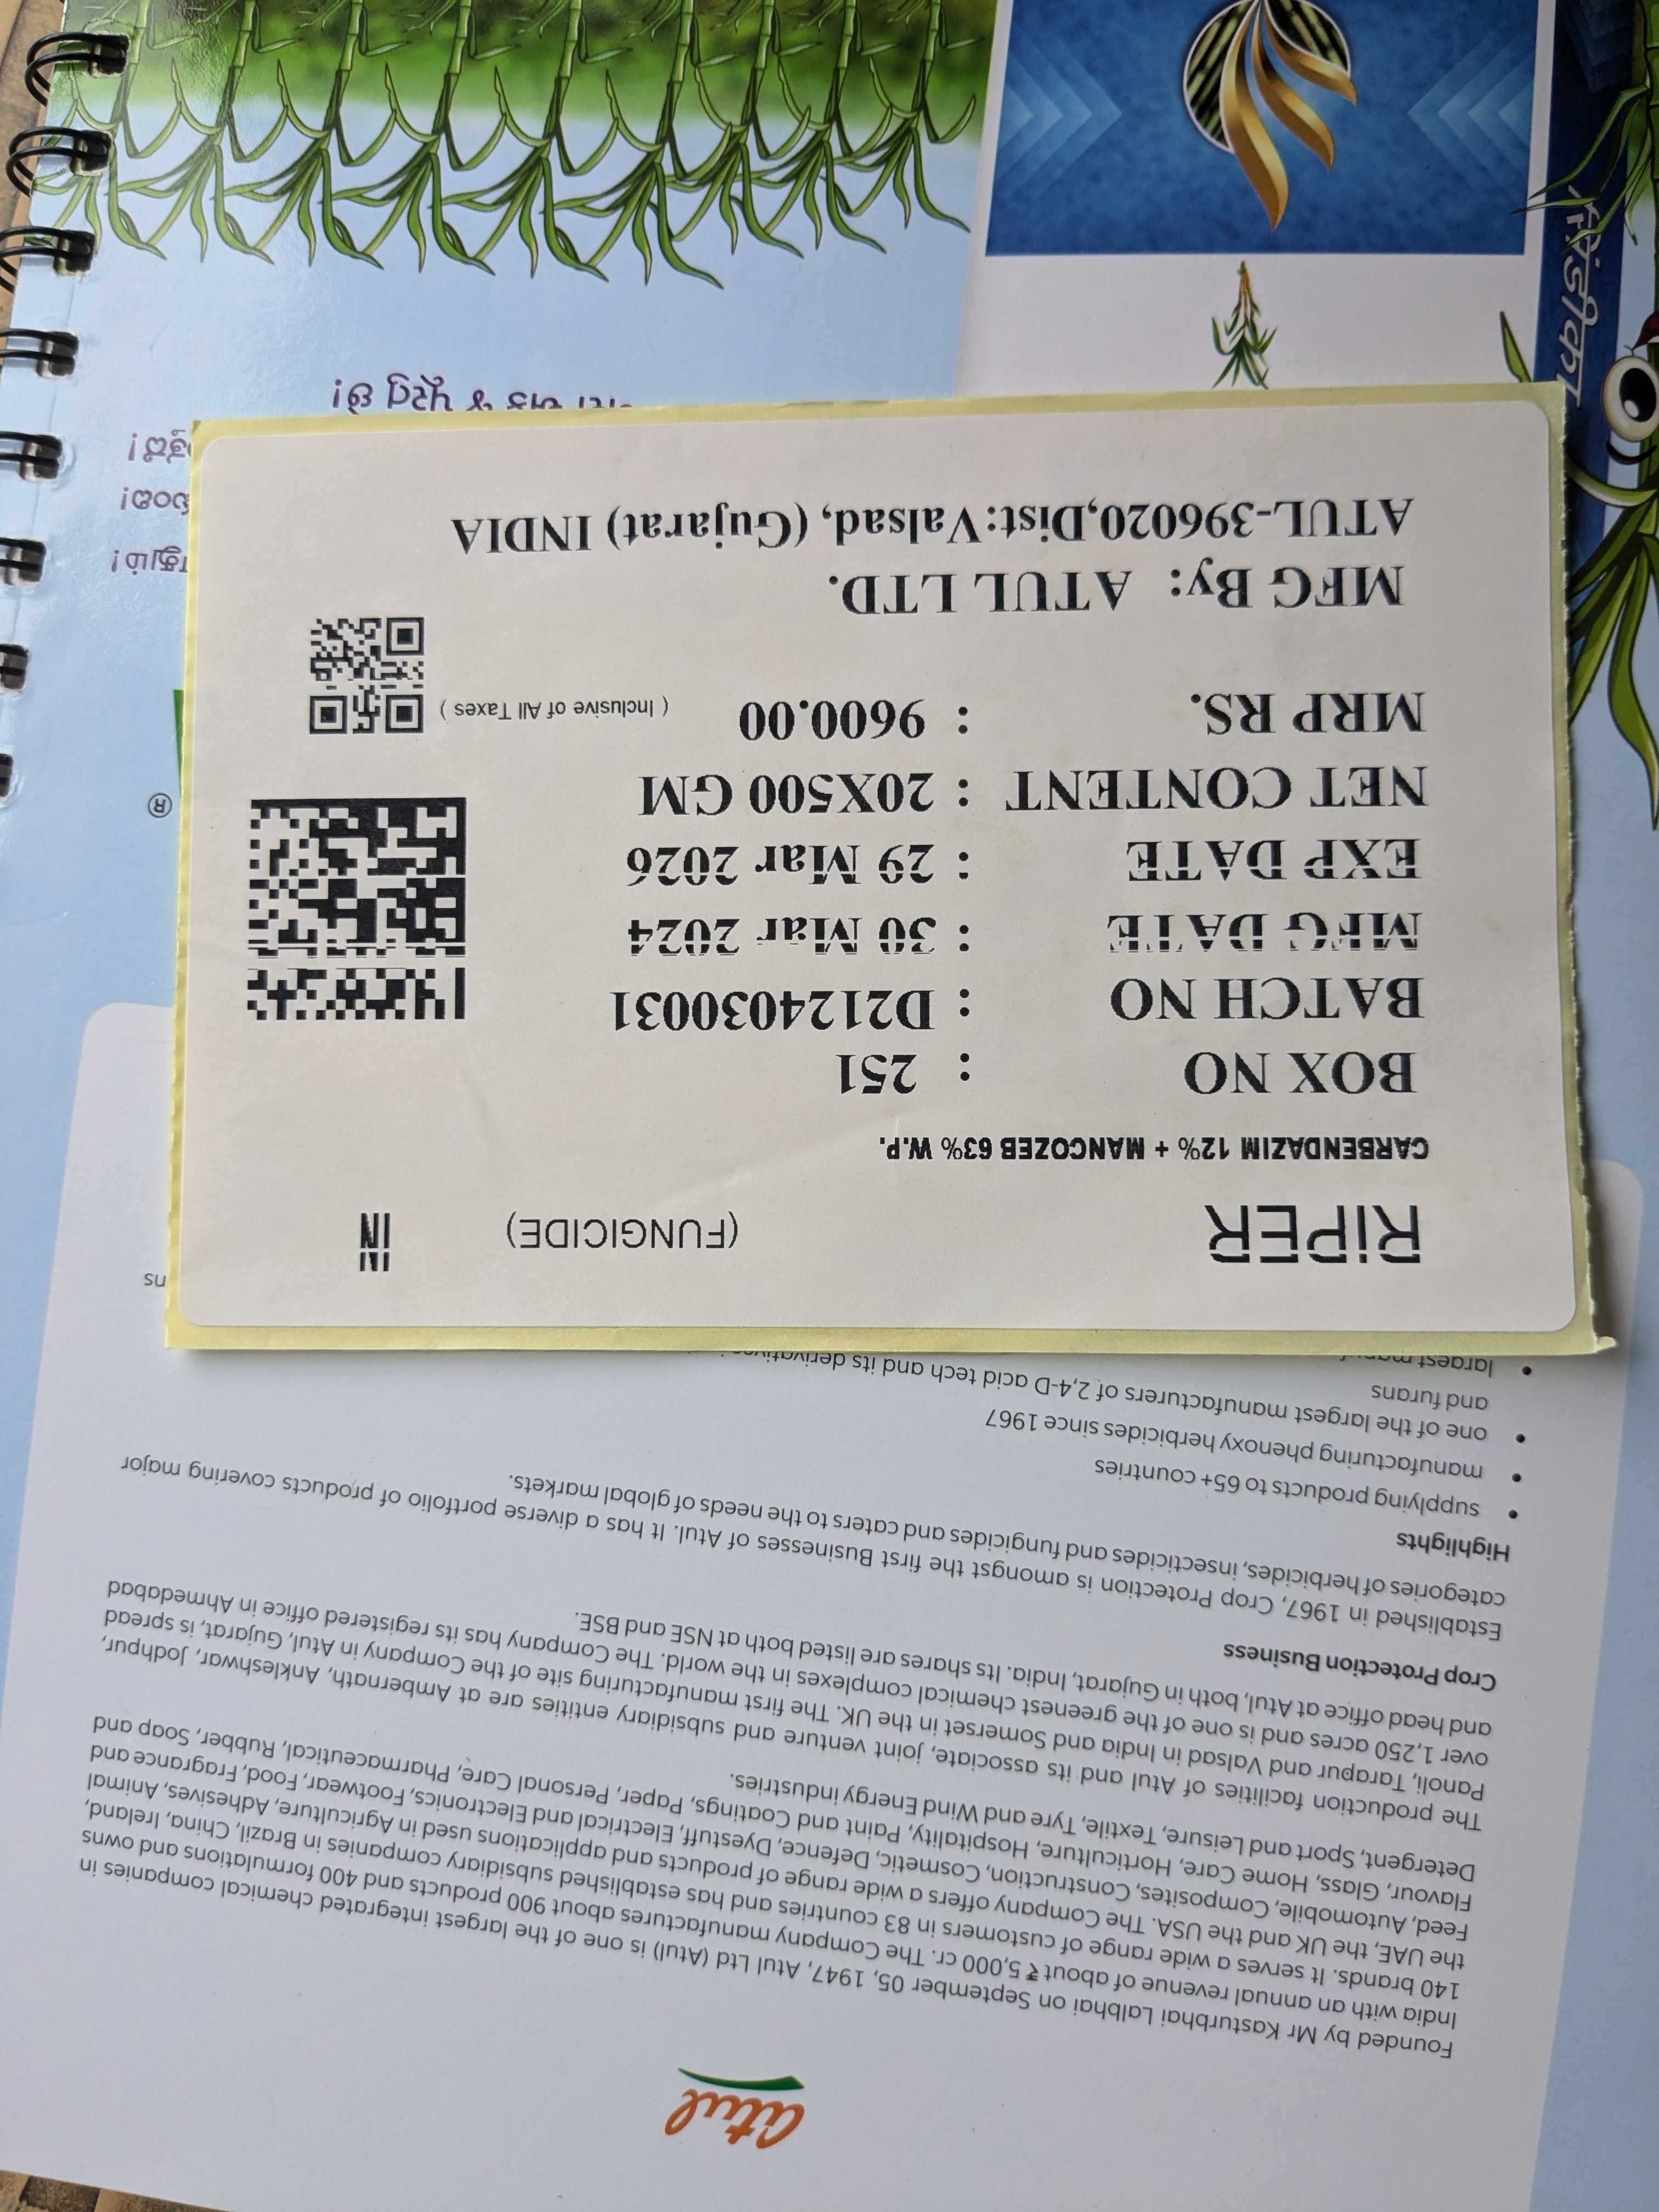 atul
Founded by Mr Kasturbhai Lalbhai on September 05, 1947, Atul Ltd (Atul) is one of the largest integrated chemical companies in
India with an annual revenue of about ₹ 5,000 cr. The Company manufactures about 900 products and 400 formulations and owns
140 brands. It serves a wide range of customers in 83 countries and has established subsidiary companies in Brazil, China, Ireland,
the UAE, the UK and the USA. The Company offers a wide range of products and applications used in Agriculture, Adhesives, Animal
Feed, Automobile, Composites, Construction, Cosmetic, Defence, Dyestuff, Electrical and Electronics, Footwear, Food, Fragrance and
Flavour, Glass, Home Care, Horticulture, Hospitality, Paint and Coatings, Paper, Personal Care, Pharmaceutical, Rubber, Soap and
Detergent, Sport and Leisure, Textile, Tyre and Wind Energy industries.
The production facilities of Atul and its associate, joint venture and subsidiary entities are at Ambernath, Ankleshwar, Jodhpur,
Panoli, Tarapur and Valsad in India and Somerset in the UK. The first manufacturing site of the Company in Atul, Gujarat, is spread
over 1,250 acres and is one of the greenest chemical complexes in the world. The Company has its registered office in Ahmedabad
and head office at Atul, both in Gujarat, India. Its shares are listed both at NSE and BSE.
Crop Protection Business
Established in 1967, Crop Protection is amongst the first Businesses of Atul. It has a diverse portfolio of products covering major
categories of herbicides, insecticides and fungicides and caters to the needs of global markets.
Highlights
• supplying products to 65+ countries
• manufacturing phenoxy herbicides since 1967
• one of the largest manufacturers of 2,4-D acid tech and its derivatives
and furans
• largest
RiPER (FUNGICIDE) IN
CARBENDAZIM 12% + MANCOZEB 63% W.P.
BOX NO : 251
BATCH NO : D2124030031
MFG DATE : 30 Mar 2024
EXP DATE : 29 Mar 2026
NET CONTENT : 20X500 GM
MRP RS. : 9600.00 ( Inclusive of All Taxes )
MFG By: ATUL LTD.
ATUL-396020,Dist:Valsad, (Gujarat) INDIA
®